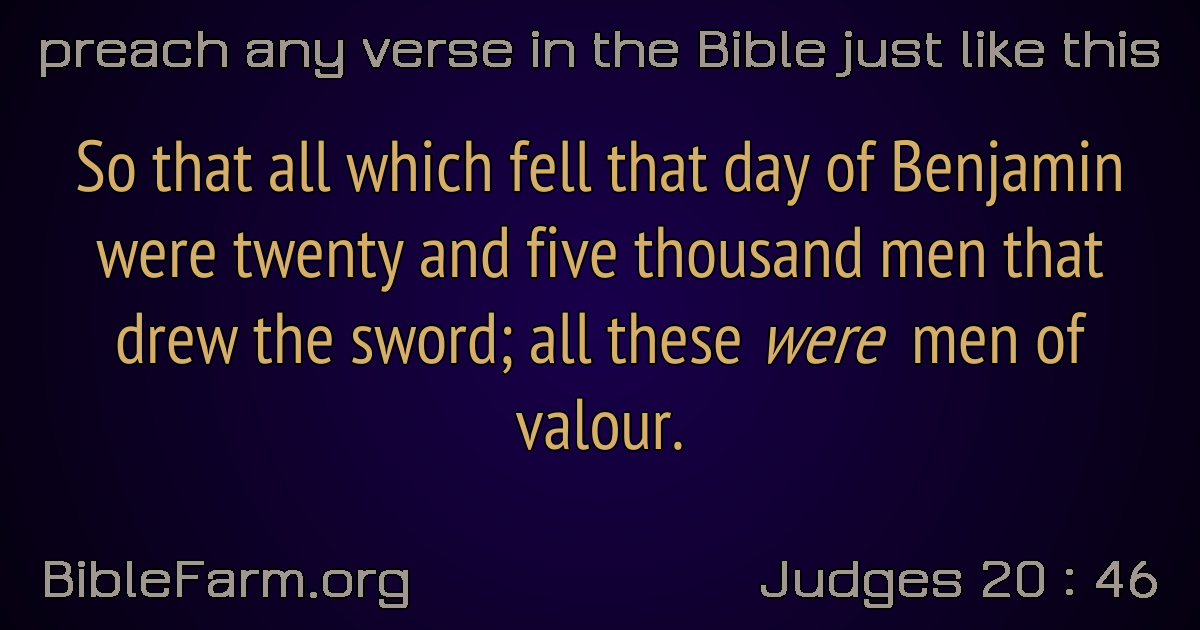 preach any verse in the Bible just like this
So that all which fell that day of Benjamin
were twenty and five thousand men that
drew the sword; all these were men of
valour.
BibleFarm.org
Judges 20 : 46